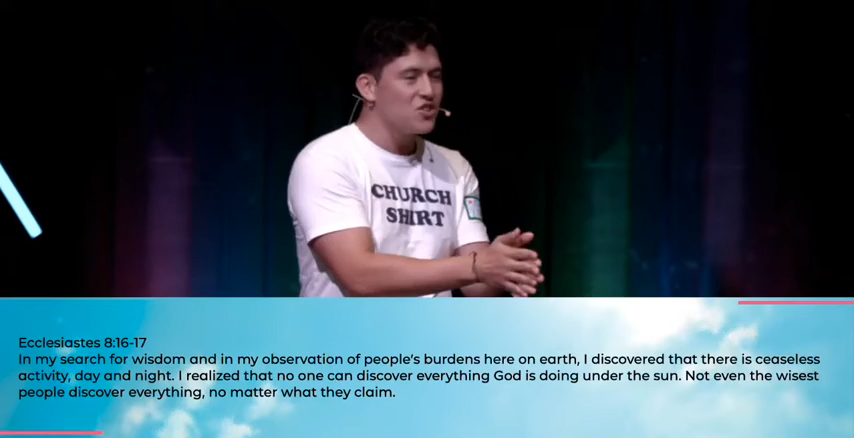 CHURCH
SHIRT
Ecclesiastes 8:16-17
In my search for wisdom and in my observation of people's burdens here on earth, I discovered that there is ceaseless
activity, day and night. I realized that no one can discover everything God is doing under the sun. Not even the wisest
people discover everything, no matter what they claim.